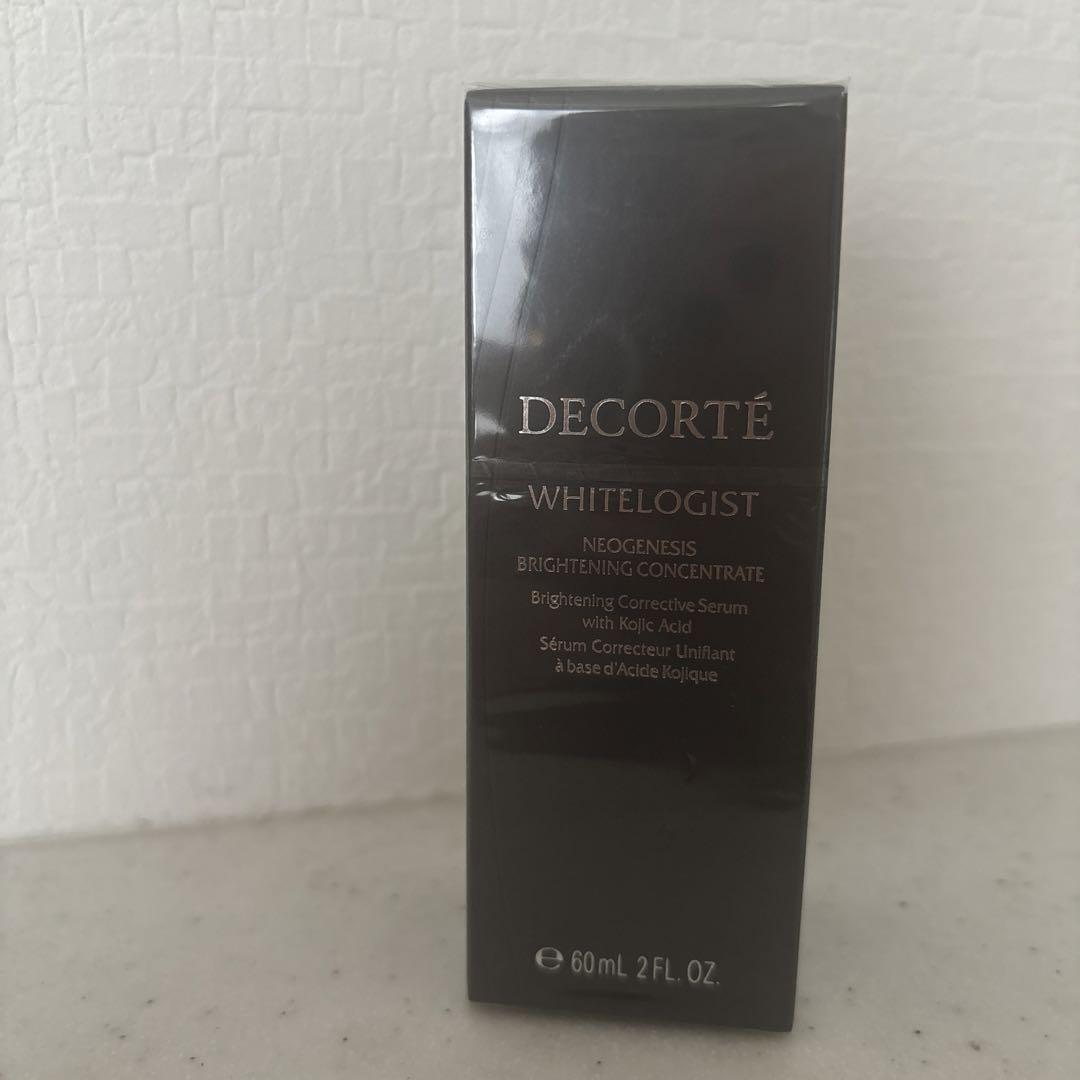 DECORTÉ
WHITELOGIST
NEOGENESIS
BRIGHTENING CONCENTRATE
Brightening Corrective Serum
with Kojic Acid
Sérum Correcteur Unifiant
à base d'Acide Kojique
℮ 60mL 2 FL. OZ.